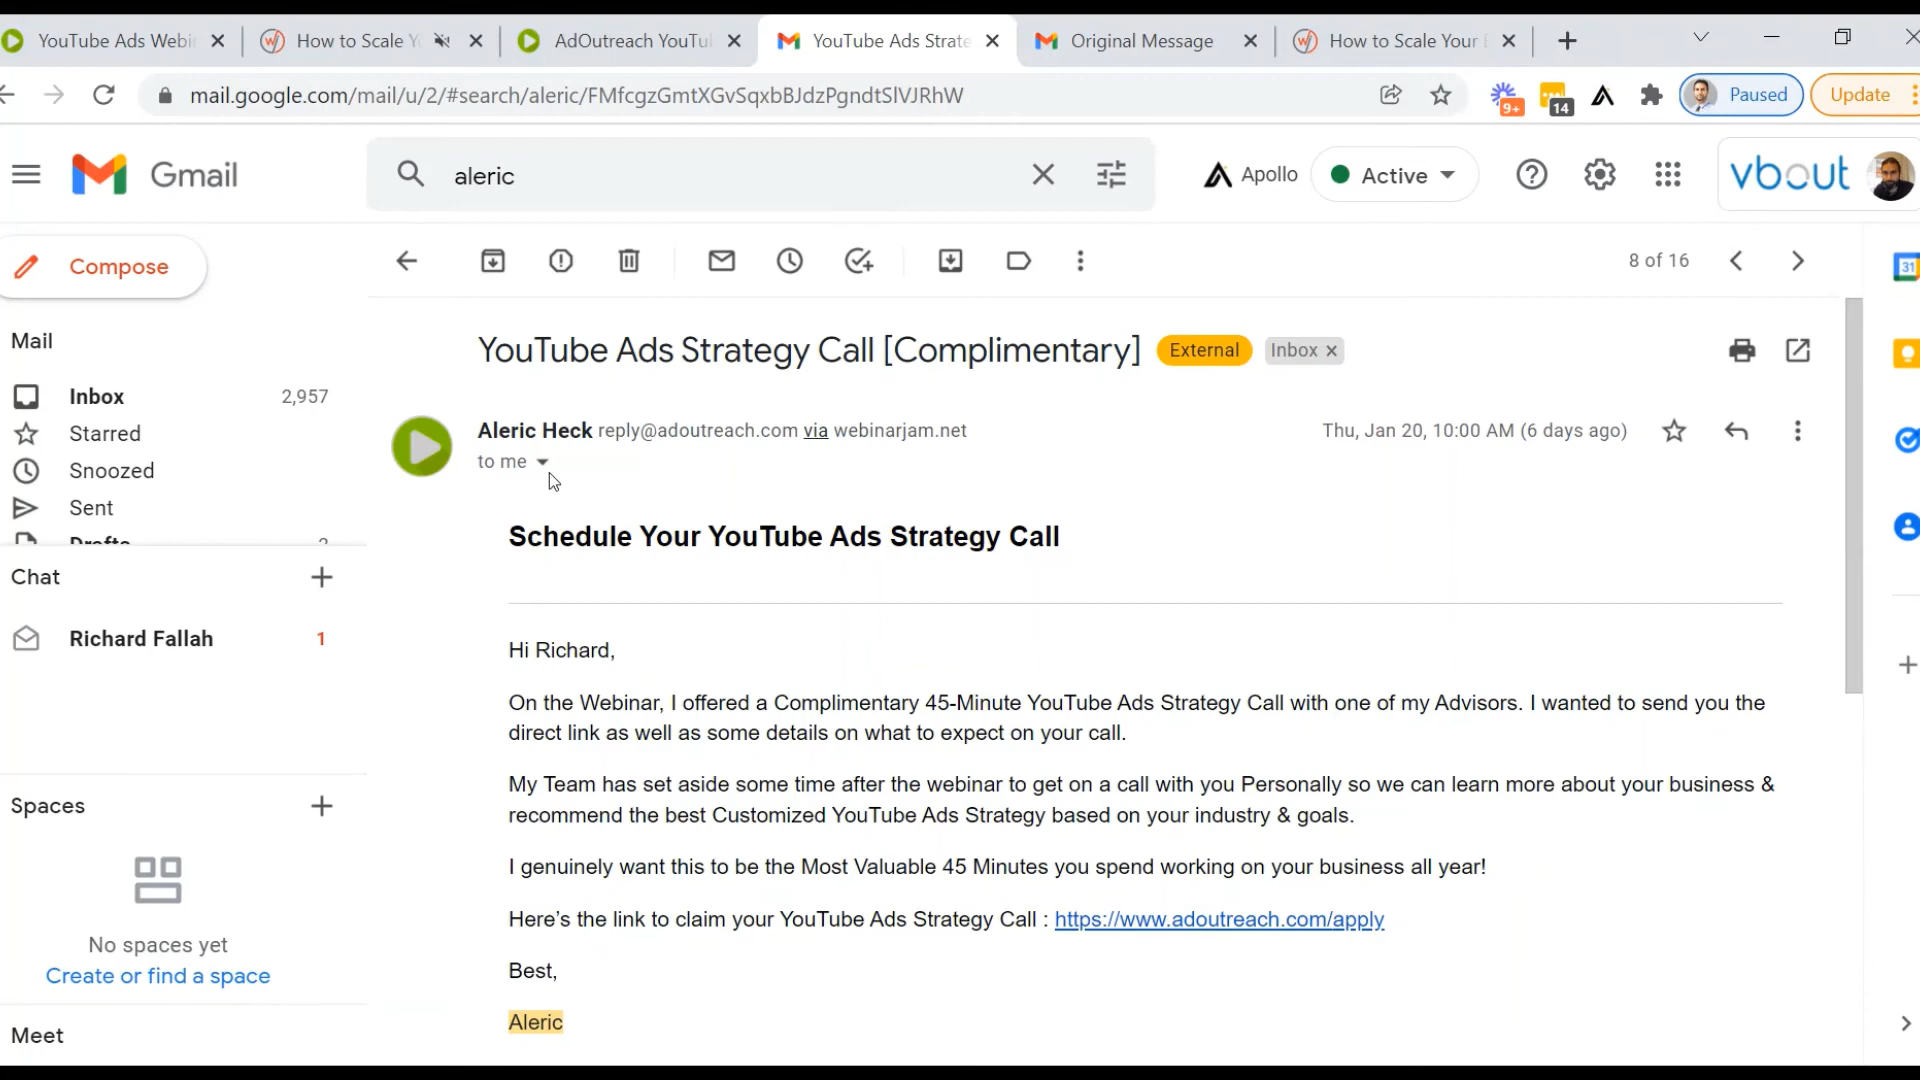 YouTube Ads Webi
How to Scale Y
AdOutreach YouTu
YouTube Ads Strate
Original Message
How to Scale Your
mail.google.com/mail/u/2/#search/aleric/FMfcgzGmtXGvSqxbBJdzPgndtSlVJRhW
9+
14
Paused
Update
Gmail
aleric
Apollo
Active
vbout
Compose
8 of 16
31
Mail
Inbox 2,957
Starred
Snoozed
Sent
Drafts
Chat
Richard Fallah 1
Spaces
No spaces yet
Create or find a space
Meet
YouTube Ads Strategy Call [Complimentary] External Inbox
Aleric Heck reply@adoutreach.com via webinarjam.net Thu, Jan 20, 10:00 AM (6 days ago)
to me
Schedule Your YouTube Ads Strategy Call
Hi Richard,
On the Webinar, I offered a Complimentary 45-Minute YouTube Ads Strategy Call with one of my Advisors. I wanted to send you the
direct link as well as some details on what to expect on your call.
My Team has set aside some time after the webinar to get on a call with you Personally so we can learn more about your business &
recommend the best Customized YouTube Ads Strategy based on your industry & goals.
I genuinely want this to be the Most Valuable 45 Minutes you spend working on your business all year!
Here’s the link to claim your YouTube Ads Strategy Call : https://www.adoutreach.com/apply
Best,
Aleric